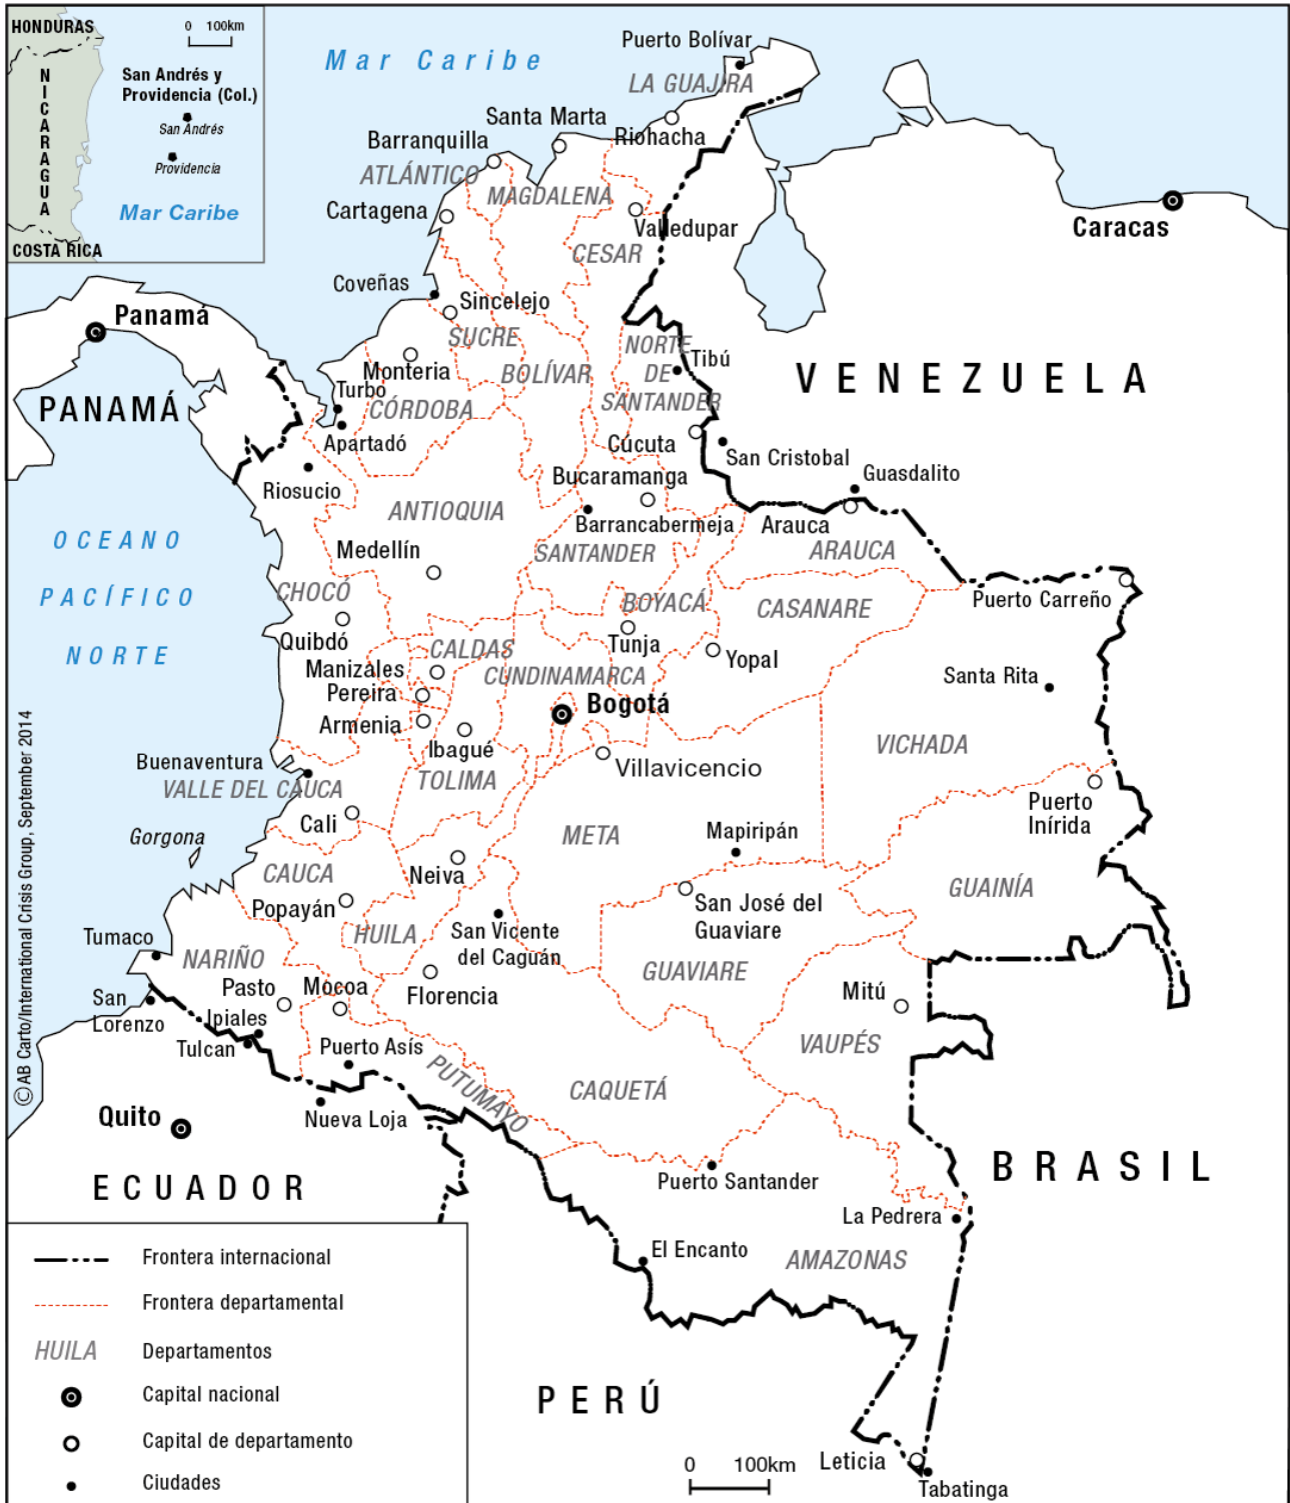 HONDURAS
0 100km
NICARAGUA
San Andrés y
Providencia (Col.)
San Andrés
Providencia
Mar Caribe
COSTA RICA
Mar Caribe
Puerto Bolívar
LA GUAJIRA
Santa Marta
Riohacha
Barranquilla
ATLÁNTICO
MAGDALENA
Cartagena
Valledupar
Caracas
CESAR
Coveñas
Sincelejo
Panamá
SUCRE
NORTE
DE
SANTANDER
Tibú
Monteria
BOLÍVAR
VENEZUELA
Turbo
PANAMÁ
CÓRDOBA
Apartadó
Cúcuta
San Cristobal
Guasdalito
Riosucio
Bucaramanga
ANTIOQUIA
Barrancabermeja
Arauca
OCEANO
PACÍFICO
NORTE
Medellín
SANTANDER
ARAUCA
CHOCÓ
BOYACÁ
CASANARE
Puerto Carreño
Quibdó
CALDAS
Tunja
Yopal
Manizales
CUNDINAMARCA
Santa Rita
Pereira
Bogotá
Armenia
Ibagué
VICHADA
Buenaventura
Villavicencio
VALLE DEL CAUCA
TOLIMA
Puerto
Inírida
Cali
Gorgona
META
Mapiripán
CAUCA
Neiva
GUAINÍA
Popayán
San José del
Guaviare
HUILA
San Vicente
del Caguán
Tumaco
NARIÑO
GUAVIARE
Pasto
Mocoa
Florencia
Mitú
San
Lorenzo
Ipiales
Tulcan
Puerto Asís
VAUPÉS
PUTUMAYO
CAQUETÁ
Quito
Nueva Loja
ECUADOR
BRASIL
Puerto Santander
La Pedrera
El Encanto
AMAZONAS
PERÚ
Leticia
Tabatinga
0 100km
Frontera internacional
Frontera departamental
HUILA Departamentos
Capital nacional
Capital de departamento
Ciudades
©AB Carto/International Crisis Group, September 2014